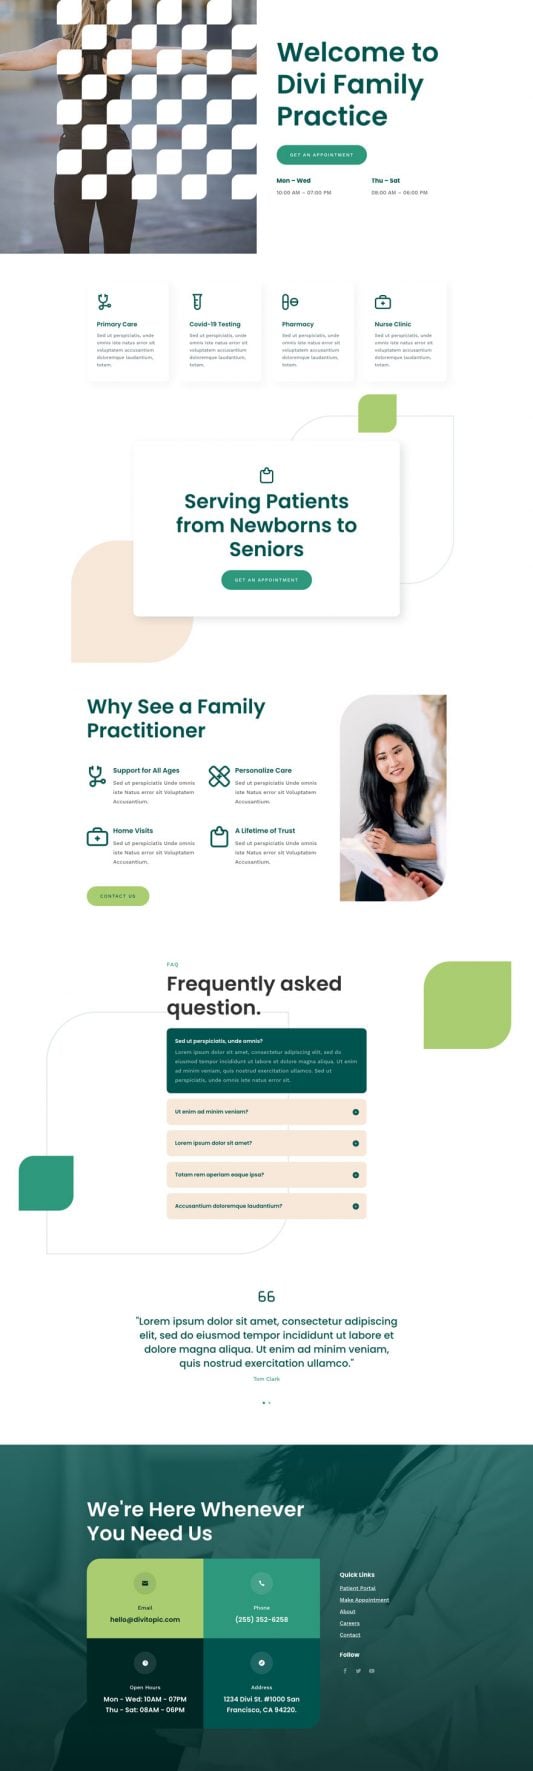 Welcome to
Divi Family
Practice
GET AN APPOINTMENT
Mon – Wed
10:00 AM – 07:00 PM
Thu – Sat
08:00 AM – 06:00 PM
Primary Care
Sed ut perspiciatis, unde
omnis iste natus error sit
voluptatem accusantium
doloremque laudantium,
totam.
Covid-19 Testing
Sed ut perspiciatis, unde
omnis iste natus error sit
voluptatem accusantium
doloremque laudantium,
totam.
Pharmacy
Sed ut perspiciatis, unde
omnis iste natus error sit
voluptatem accusantium
doloremque laudantium,
totam.
Nurse Clinic
Sed ut perspiciatis, unde
omnis iste natus error sit
voluptatem accusantium
doloremque laudantium,
totam.
Serving Patients
from Newborns to
Seniors
GET AN APPOINTMENT
Why See a Family
Practitioner
Support for All Ages
Sed ut perspiciatis Unde omnis
iste Natus error sit Voluptatem
Accusantium.
Personalize Care
Sed ut perspiciatis Unde omnis
iste Natus error sit Voluptatem
Accusantium.
Home Visits
Sed ut perspiciatis Unde omnis
iste Natus error sit Voluptatem
Accusantium.
A Lifetime of Trust
Sed ut perspiciatis Unde omnis
iste Natus error sit Voluptatem
Accusantium.
CONTACT US
FAQ
Frequently asked
question.
Sed ut perspiciatis, unde omnis?
Lorem ipsum dolor sit amet, consectetur adipiscing elit, sed do
eiusmod tempor incididunt ut labore et dolore magna aliqua. Ut enim
ad minim veniam, quis nostrud exercitation ullamco. Sed ut
perspiciatis, unde omnis iste natus error sit.
Ut enim ad minim veniam?
Lorem ipsum dolor sit amet?
Totam rem aperiam eaque ipsa?
Accusantium doloremque laudantium?
"Lorem ipsum dolor sit amet, consectetur adipiscing
elit, sed do eiusmod tempor incididunt ut labore et
dolore magna aliqua. Ut enim ad minim veniam,
quis nostrud exercitation ullamco."
Tom Clark
We're Here Whenever
You Need Us
Email
hello@divitopic.com
Phone
(255) 352-6258
Open Hours
Mon - Wed: 10AM - 07PM
Thu - Sat: 08AM - 06PM
Address
1234 Divi St. #1000 San
Francisco, CA 94220.
Quick Links
Patient Portal
Make Appointment
About
Careers
Contact
Follow